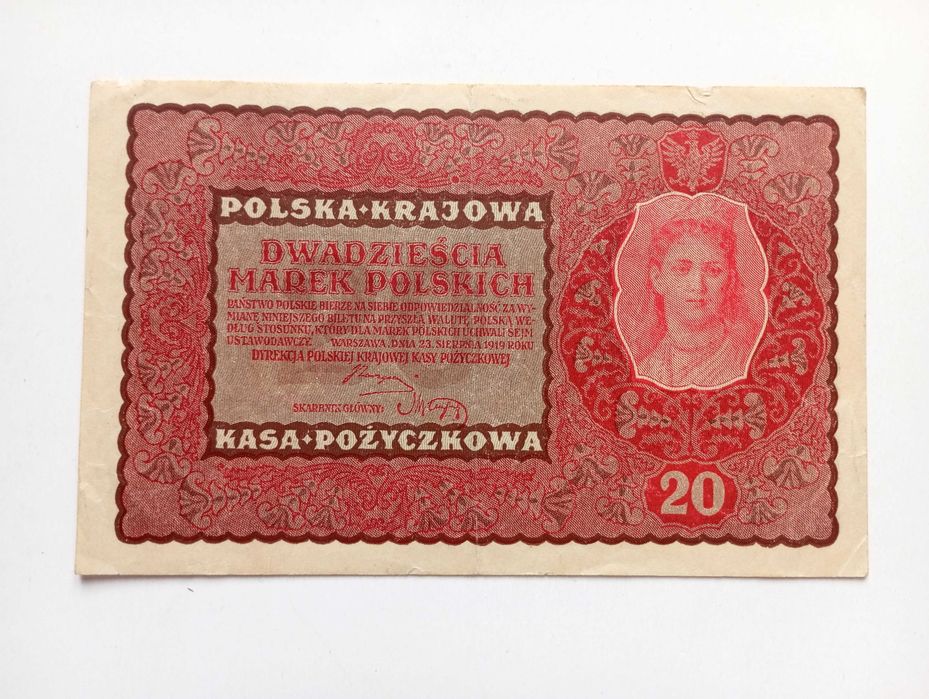 POLSKA·KRAJOWA
DWADZIEŚCIA
MAREK POLSKICH
PAŃSTWO POLSKIE BIERZE NA SIEBIE ODPOWIEDZIALNOŚĆ ZA WY-
MIANĘ NINIEJSZEGO BILETU NA PRZYSZŁĄ WALUTĘ POLSKĄ WE-
DŁUG STOSUNKU, KTÓRY DLA MAREK POLSKICH UCHWALI SEJM
USTAWODAWCZY. WARSZAWA, DNIA 23. SIERPNIA 1919 ROKU
DYREKCJA POLSKIEJ KRAJOWEJ KASY POŻYCZKOWEJ
SKARBNIK GŁÓWNY:
KASA·POŻYCZKOWA
20